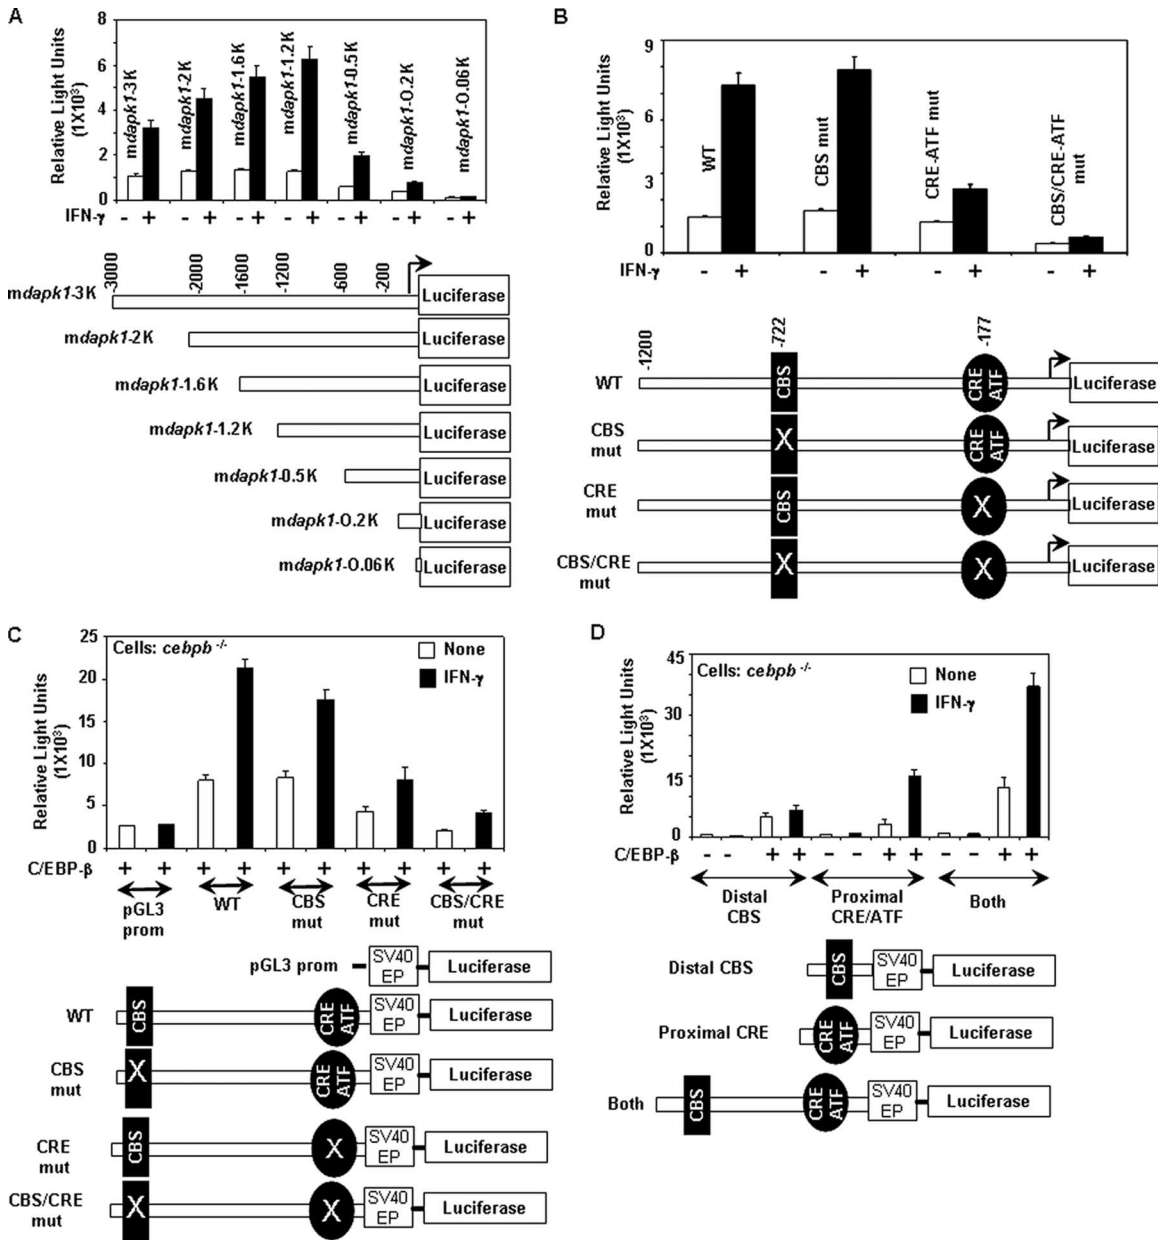 A
Relative Light Units
(1X10³)
8
6
4
2
0
mdapk1-3K
mdapk1-2K
mdapk1-1.6K
mdapk1-1.2K
mdapk1-0.5K
mdapk1-O.2K
mdapk1-O.06K
IFN-γ - + - + - + - + - + - + - +
-3000
-2000
-1600
-1200
-600
-200
mdapk1-3K Luciferase
mdapk1-2K Luciferase
mdapk1-1.6K Luciferase
mdapk1-1.2K Luciferase
mdapk1-0.5K Luciferase
mdapk1-O.2K Luciferase
mdapk1-O.06K Luciferase
B
Relative Light Units
(1X10³)
9
6
3
0
WT
CBS mut
CRE-ATF mut
CBS/CRE-ATF
mut
IFN-γ - + - + - + - +
-1200
-722
-177
WT CBS CRE ATF Luciferase
CBS
mut X CRE ATF Luciferase
CRE
mut CBS X Luciferase
CBS/CRE
mut X X Luciferase
C
Relative Light Units
(1X10³)
25
20
15
10
5
0
Cells: cebpb -/-
None
IFN-γ
C/EBP-β + + + + + + + + + +
pGL3
prom
WT
CBS
mut
CRE
mut
CBS/CRE
mut
pGL3 prom SV40 EP Luciferase
WT CBS CRE ATF SV40 EP Luciferase
CBS
mut X CRE ATF SV40 EP Luciferase
CRE
mut CBS X SV40 EP Luciferase
CBS/CRE
mut X X SV40 EP Luciferase
D
Relative Light Units
(1X10³)
45
30
15
0
Cells: cebpb -/-
None
IFN-γ
C/EBP-β - - + + - - + + - - + +
Distal
CBS
Proximal
CRE/ATF
Both
Distal CBS CBS SV40 EP Luciferase
Proximal CRE CRE ATF SV40 EP Luciferase
Both CBS CRE ATF SV40 EP Luciferase